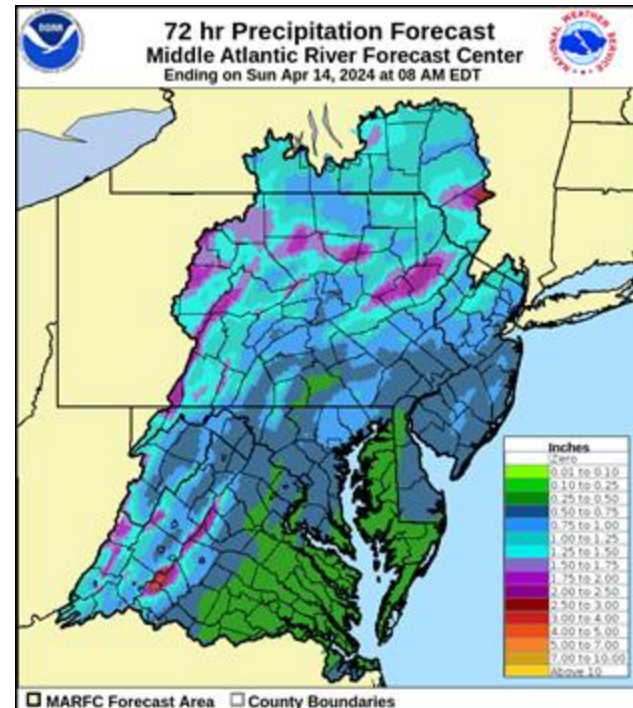 72 hr Precipitation Forecast
Middle Atlantic River Forecast Center
Ending on Sun Apr 14, 2024 at 08 AM EDT
NOAA
NATIONAL WEATHER SERVICE
Inches
Zero
0.01 to 0.10
0.10 to 0.25
0.25 to 0.50
0.50 to 0.75
0.75 to 1.00
1.00 to 1.25
1.25 to 1.50
1.50 to 1.75
1.75 to 2.00
2.00 to 2.50
2.50 to 3.00
3.00 to 4.00
4.00 to 5.00
5.00 to 7.00
7.00 to 10.00
Above 10
MARFC Forecast Area County Boundaries